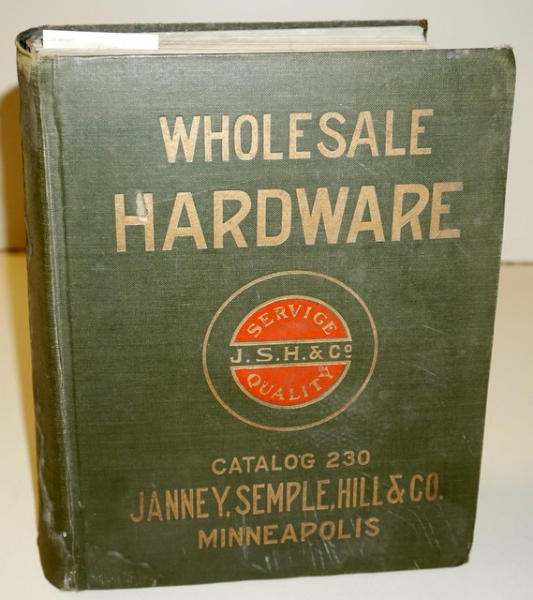 WHOLESALE
HARDWARE
SERVICE
J.S.H.&Co
QUALITY
CATALOG 230
JANNEY, SEMPLE, HILL & CO.
MINNEAPOLIS